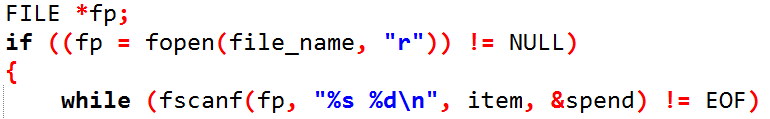 FILE *fp;
if ((fp = fopen(file_name, "r")) != NULL)
{
    while (fscanf(fp, "%s %d\n", item, &spend) != EOF)